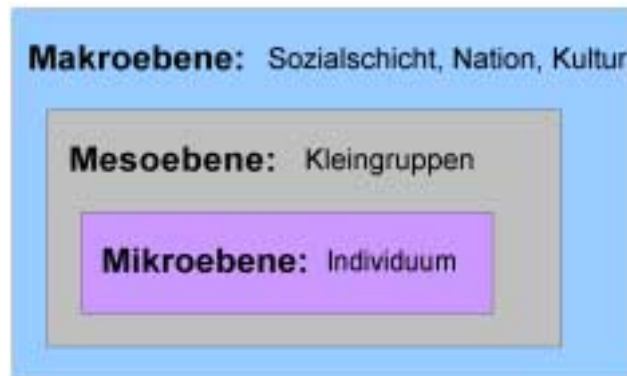 Makroebene: Sozialschicht, Nation, Kultur
Mesoebene: Kleingruppen
Mikroebene: Individuum